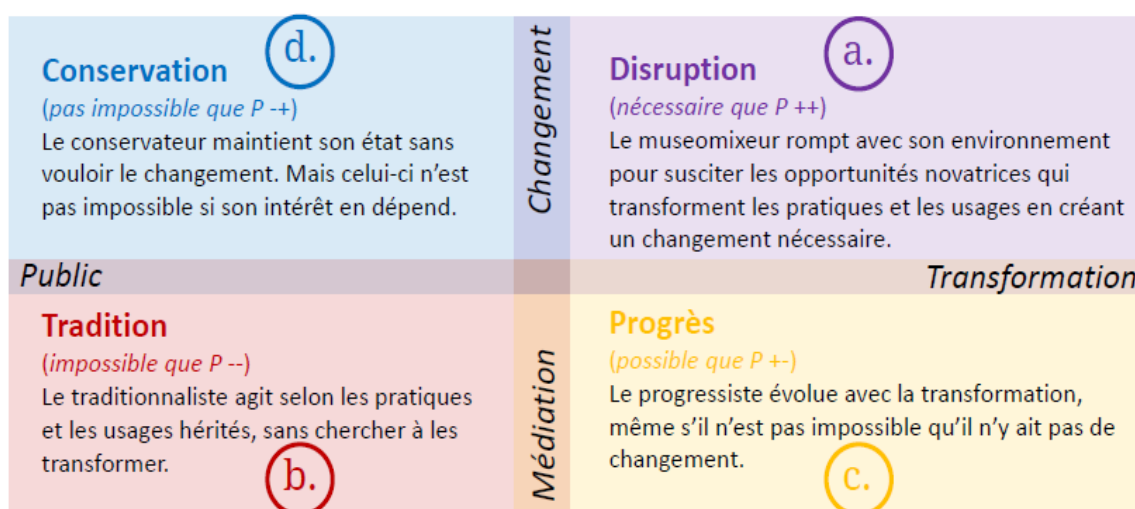 d.
Conservation
(pas impossible que P -+)
Le conservateur maintient son état sans
vouloir le changement. Mais celui-ci n’est
pas impossible si son intérêt en dépend.
Changement
a.
Disruption
(nécessaire que P ++)
Le museomixeur rompt avec son environnement
pour susciter les opportunités novatrices qui
transforment les pratiques et les usages en créant
un changement nécessaire.
Public
Transformation
Tradition
(impossible que P --)
Le traditionnaliste agit selon les pratiques
et les usages hérités, sans chercher à les
transformer.
b.
Médiation
Progrès
(possible que P +-)
Le progressiste évolue avec la transformation,
même s’il n’est pas impossible qu’il n’y ait pas de
changement.
c.